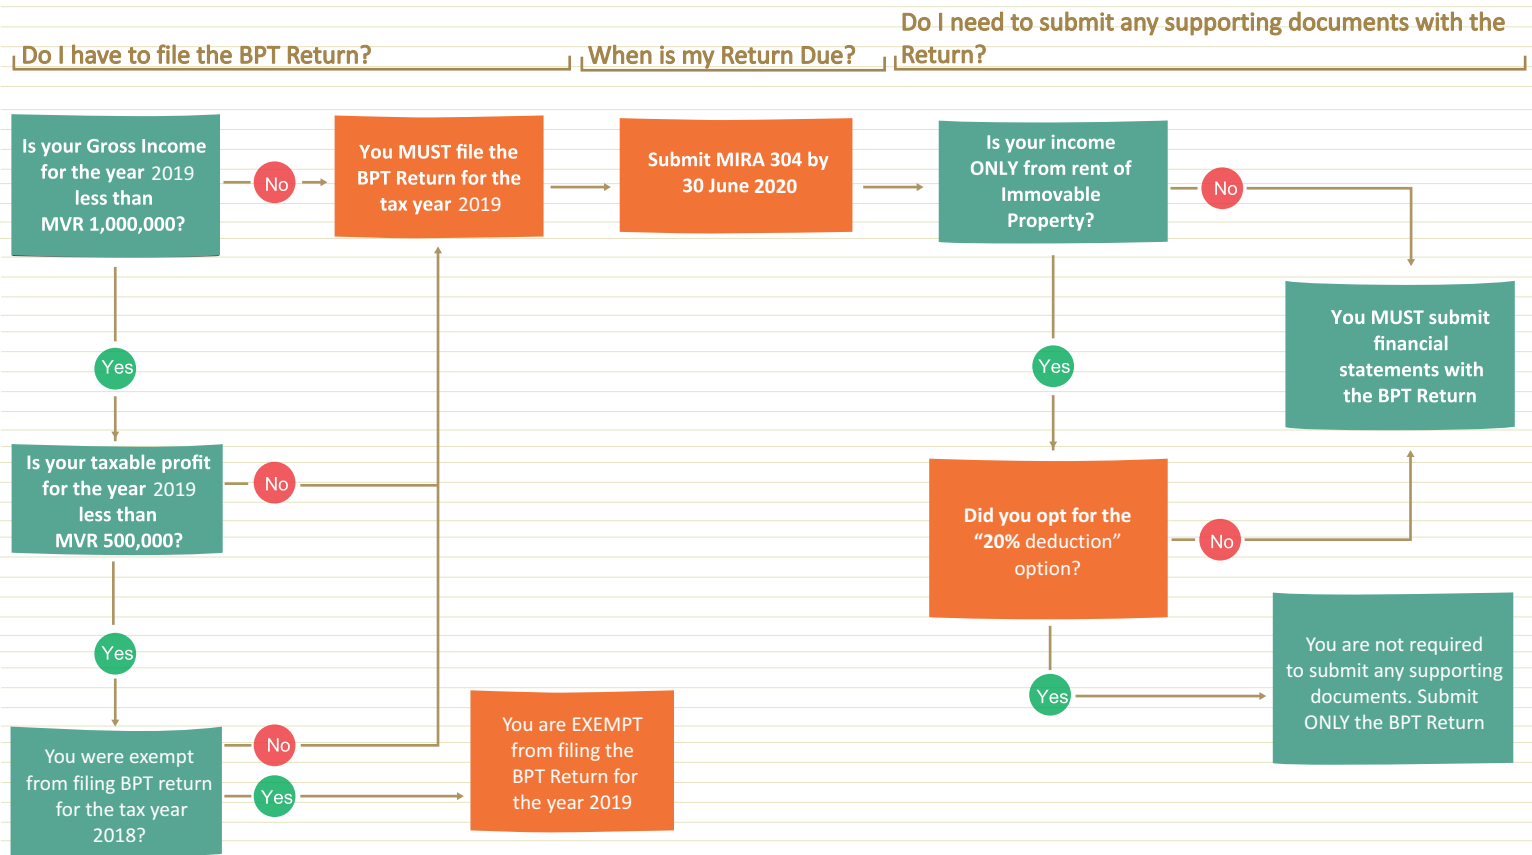 Do I have to file the BPT Return?
When is my Return Due?
Do I need to submit any supporting documents with the
Return?
Is your Gross Income
for the year 2019
less than
MVR 1,000,000?
No
You MUST file the
BPT Return for the
tax year 2019
Submit MIRA 304 by
30 June 2020
Is your income
ONLY from rent of
Immovable
Property?
No
You MUST submit
financial
statements with
the BPT Return
Yes
Yes
Is your taxable profit
for the year 2019
less than
MVR 500,000?
No
Did you opt for the
“20% deduction”
option?
No
Yes
Yes
You are not required
to submit any supporting
documents. Submit
ONLY the BPT Return
You were exempt
from filing BPT return
for the tax year
2018?
No
Yes
You are EXEMPT
from filing the
BPT Return for
the year 2019